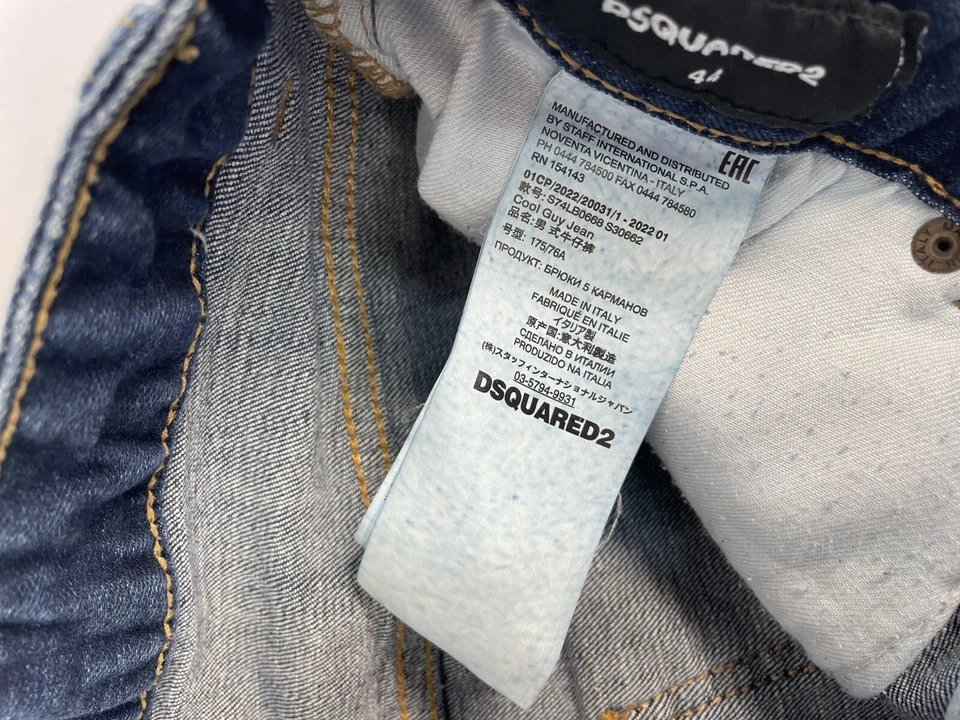 DSQUARED2
44
MANUFACTURED AND DISTRIBUTED
BY STAFF INTERNATIONAL S.P.A.
NOVENTA VICENTINA - ITALY
PH 0444 784500 FAX 0444 784580
RN 154143
EAC
01CP/2022/20031/1 - 2022 01
款号: S74LB0668 S30662
Cool Guy Jean
品名: 男 式牛仔裤
号型: 175/76A
ПРОДУКТ: БРЮКИ 5 КАРМАНОВ
MADE IN ITALY
FABRIQUÉ EN ITALIE
イタリア製
原产国:意大利製造
СДЕЛАНО В ИТАЛИИ
PRODUZIDO NA ITALIA
(株)スタッフインターナショナルジャパン
03-5794-9931
DSQUARED2